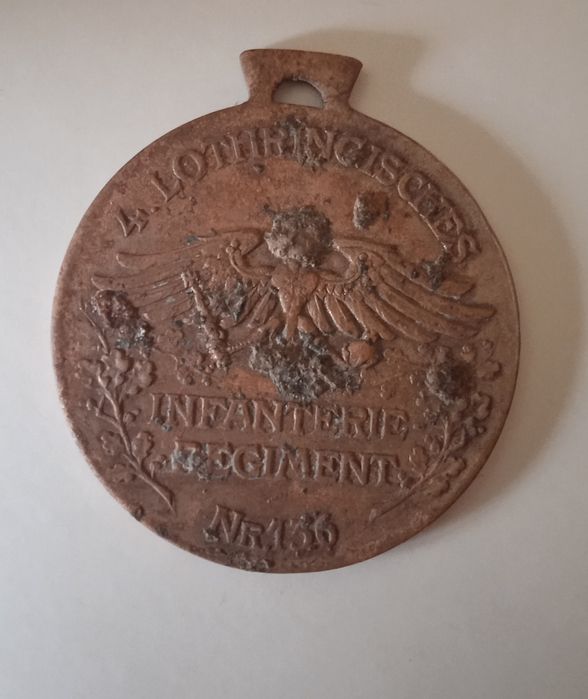 4. LOTHRINGISCHES
INFANTERIE
REGIMENT.
NR.136